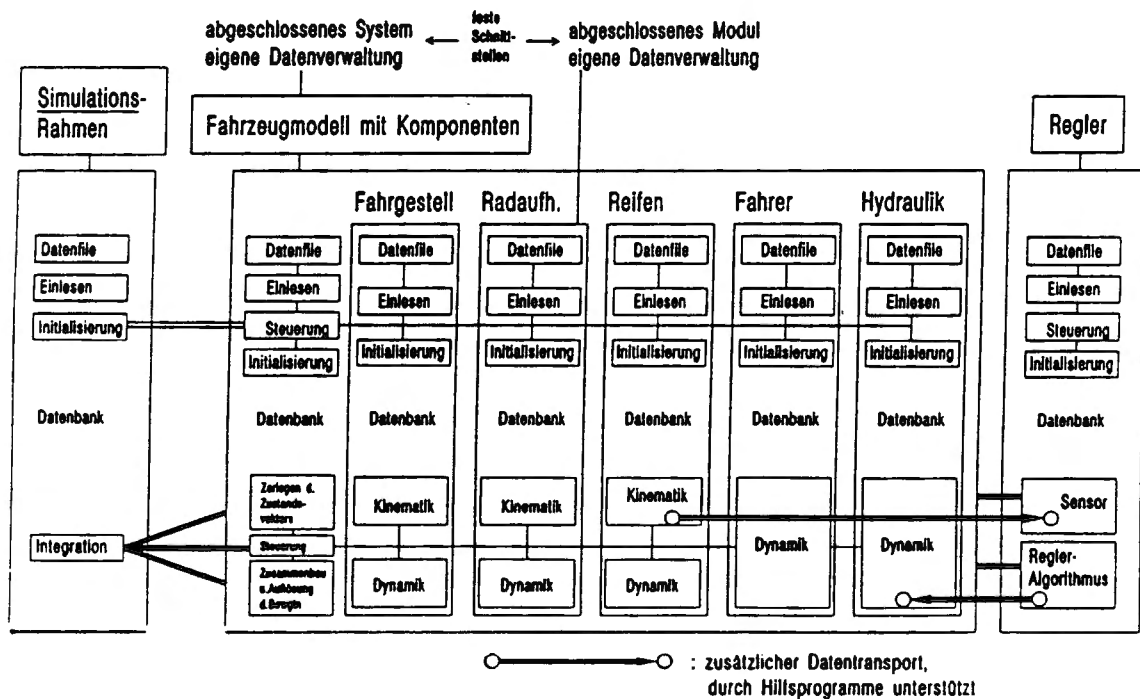 abgeschlossenes System
eigene Datenverwaltung
feste
Schnitt-
stellen
abgeschlossenes Modul
eigene Datenverwaltung
Simulations-
Rahmen
Fahrzeugmodell mit Komponenten
Regler
Fahrgestell
Radaufh.
Reifen
Fahrer
Hydraulik
Datenfile
Datenfile
Datenfile
Datenfile
Datenfile
Datenfile
Datenfile
Datenfile
Einlesen
Einlesen
Einlesen
Einlesen
Einlesen
Einlesen
Einlesen
Einlesen
Initialisierung
Steuerung
Steuerung
Initialisierung
Initialisierung
Initialisierung
Initialisierung
Initialisierung
Initialisierung
Initialisierung
Datenbank
Datenbank
Datenbank
Datenbank
Datenbank
Datenbank
Datenbank
Datenbank
Zerlegen d.
Zustands-
vektors
Kinematik
Kinematik
Kinematik
Sensor
Integration
Steuerung
Dynamik
Dynamik
Regler-
Algorithmus
Zusammenbau
u. Auflösung
d.
Dynamik
Dynamik
Dynamik
: zusätzlicher Datentransport,
durch Hilfsprogramme unterstützt